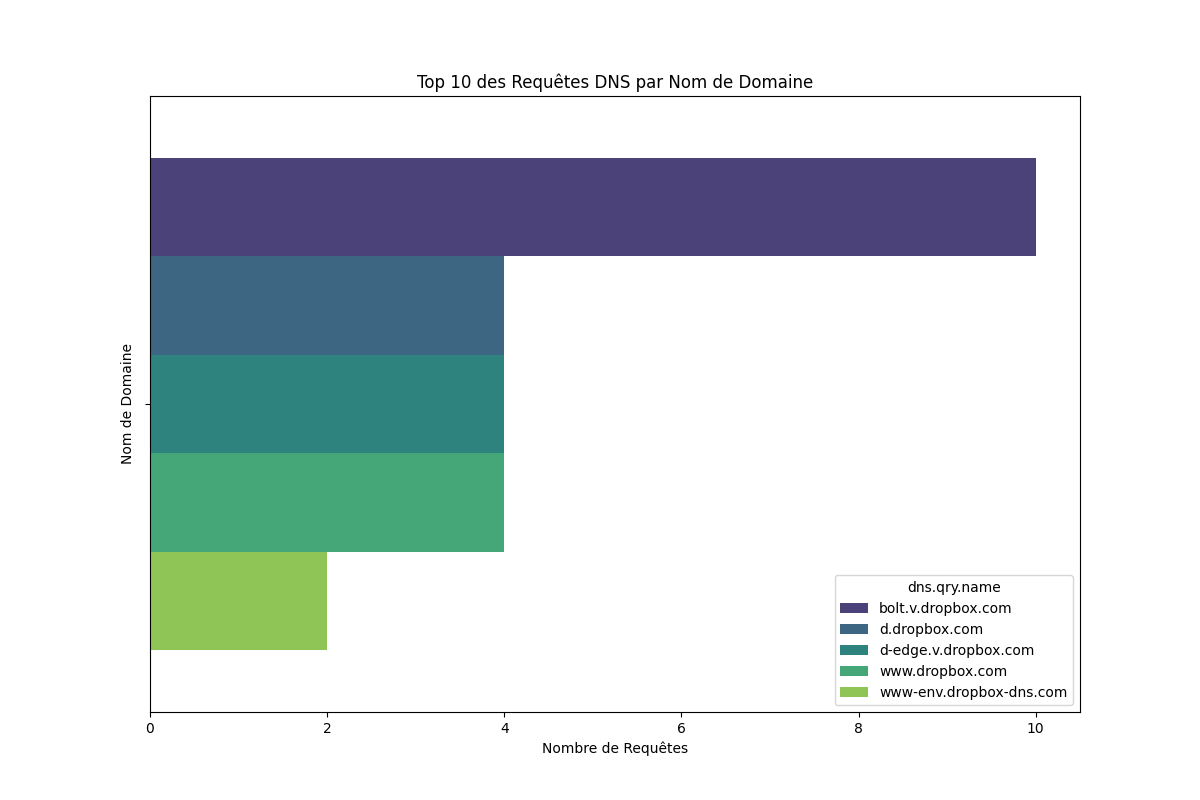 Top 10 des Requêtes DNS par Nom de Domaine
Nom de Domaine
dns.qry.name
bolt.v.dropbox.com
d.dropbox.com
d-edge.v.dropbox.com
www.dropbox.com
www-env.dropbox-dns.com
0 2 4 6 8 10
Nombre de Requêtes